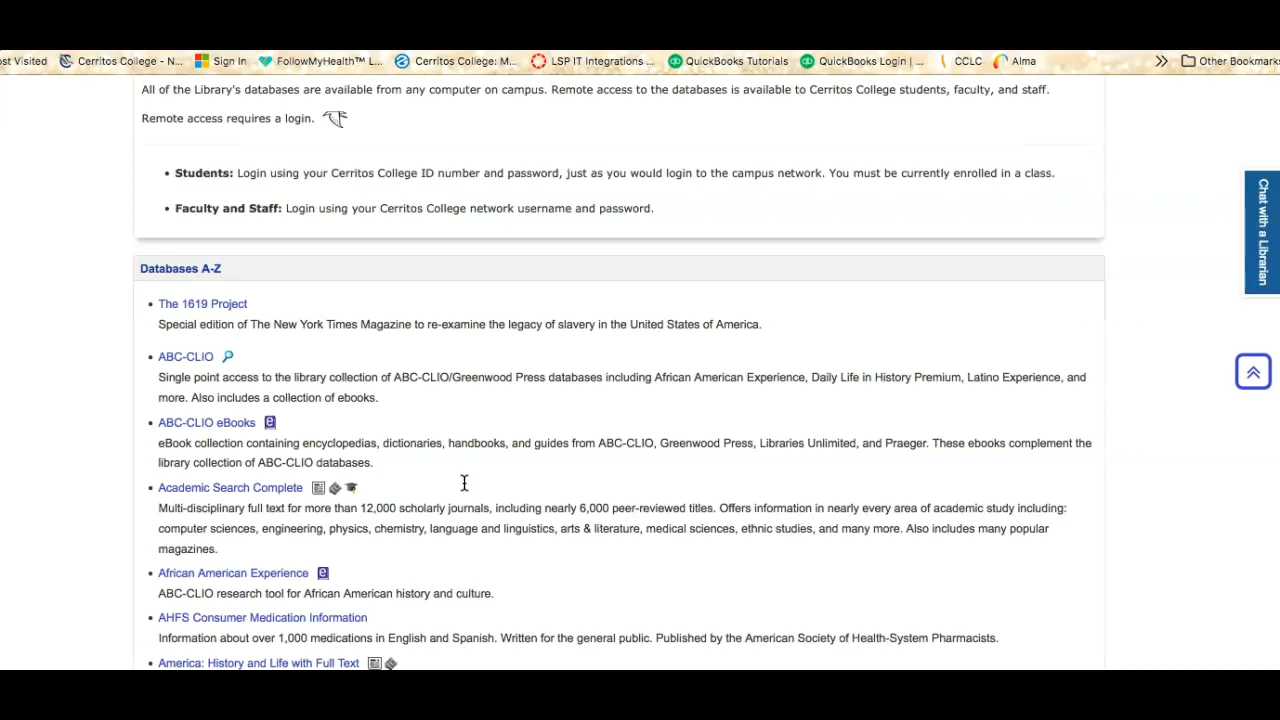 ost Visited Cerritos College - N... Sign In FollowMyHealth™ L... Cerritos College: M... LSP IT Integrations ... QuickBooks Tutorials QuickBooks Login | ... CCLC Alma Other Bookmarks
All of the Library's databases are available from any computer on campus. Remote access to the databases is available to Cerritos College students, faculty, and staff.
Remote access requires a login.
• Students: Login using your Cerritos College ID number and password, just as you would login to the campus network. You must be currently enrolled in a class.
• Faculty and Staff: Login using your Cerritos College network username and password.
Chat with a Librarian
Databases A-Z
• The 1619 Project
Special edition of The New York Times Magazine to re-examine the legacy of slavery in the United States of America.
• ABC-CLIO
Single point access to the library collection of ABC-CLIO/Greenwood Press databases including African American Experience, Daily Life in History Premium, Latino Experience, and
more. Also includes a collection of ebooks.
• ABC-CLIO eBooks
eBook collection containing encyclopedias, dictionaries, handbooks, and guides from ABC-CLIO, Greenwood Press, Libraries Unlimited, and Praeger. These ebooks complement the
library collection of ABC-CLIO databases.
• Academic Search Complete
Multi-disciplinary full text for more than 12,000 scholarly journals, including nearly 6,000 peer-reviewed titles. Offers information in nearly every area of academic study including:
computer sciences, engineering, physics, chemistry, language and linguistics, arts & literature, medical sciences, ethnic studies, and many more. Also includes many popular
magazines.
• African American Experience
ABC-CLIO research tool for African American history and culture.
• AHFS Consumer Medication Information
Information about over 1,000 medications in English and Spanish. Written for the general public. Published by the American Society of Health-System Pharmacists.
• America: History and Life with Full Text